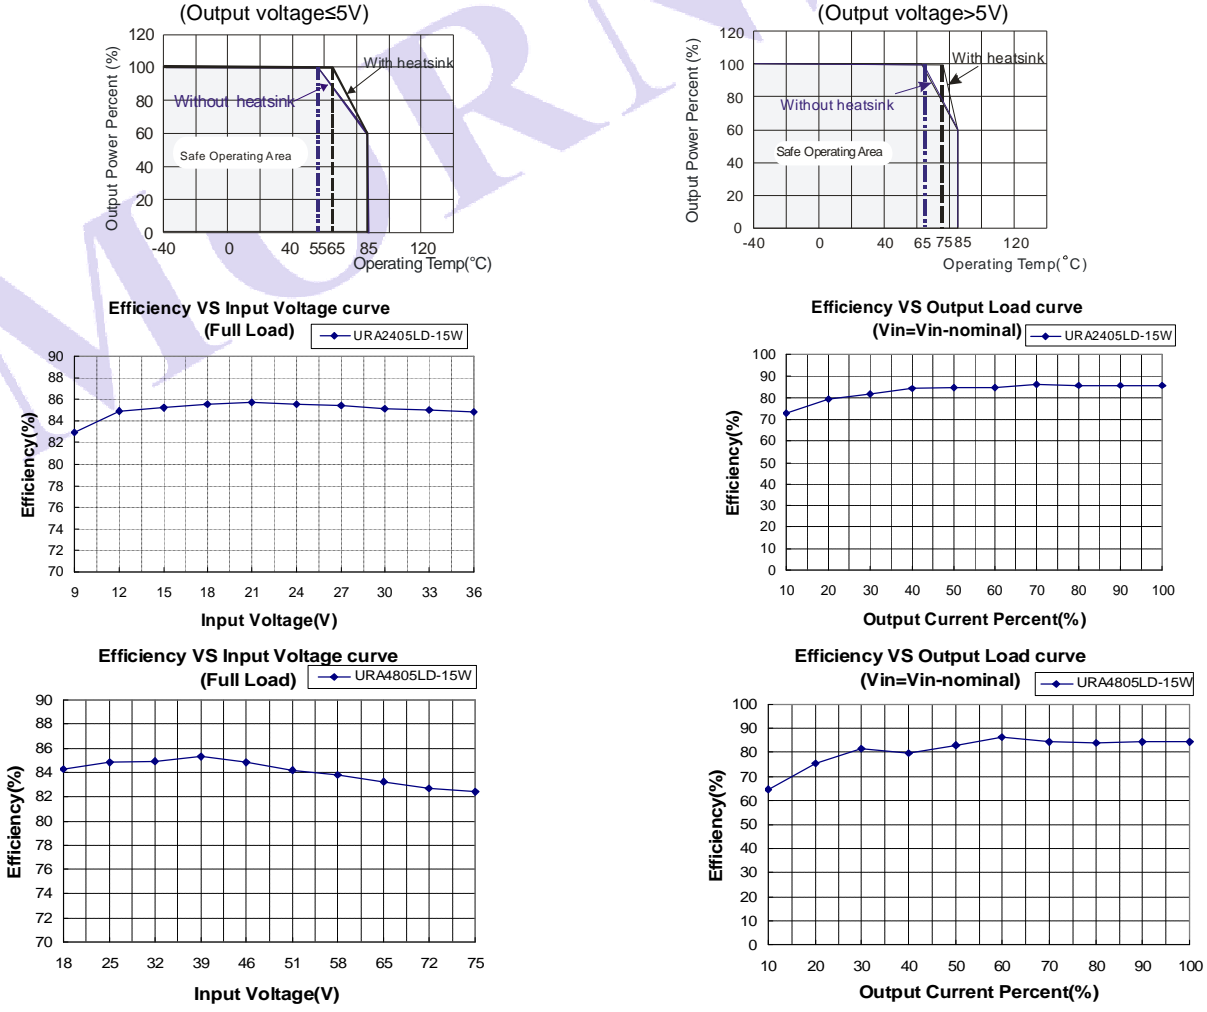 (Output voltage≤5V)
Output Power Percent (%)
120
100
80
60
40
20
0
With heatsink
Without heatsink
Safe Operating Area
-40 0 40 55 65 85 120
Operating Temp(°C)
(Output voltage>5V)
Output Power Percent (%)
120
100
80
60
40
20
0
With heatsink
Without heatsink
Safe Operating Area
-40 0 40 65 75 85 120
Operating Temp(°C)
Efficiency VS Input Voltage curve
(Full Load)
URA2405LD-15W
Efficiency(%)
90
88
86
84
82
80
78
76
74
72
70
9 12 15 18 21 24 27 30 33 36
Input Voltage(V)
Efficiency VS Output Load curve
(Vin=Vin-nominal)
URA2405LD-15W
Efficiency(%)
100
90
80
70
60
50
40
30
20
10
0
10 20 30 40 50 60 70 80 90 100
Output Current Percent(%)
Efficiency VS Input Voltage curve
(Full Load)
URA4805LD-15W
Efficiency(%)
90
88
86
84
82
80
78
76
74
72
70
18 25 32 39 46 51 58 65 72 75
Input Voltage(V)
Efficiency VS Output Load curve
(Vin=Vin-nominal)
URA4805LD-15W
Efficiency(%)
100
90
80
70
60
50
40
30
20
10
0
10 20 30 40 50 60 70 80 90 100
Output Current Percent(%)
MORN